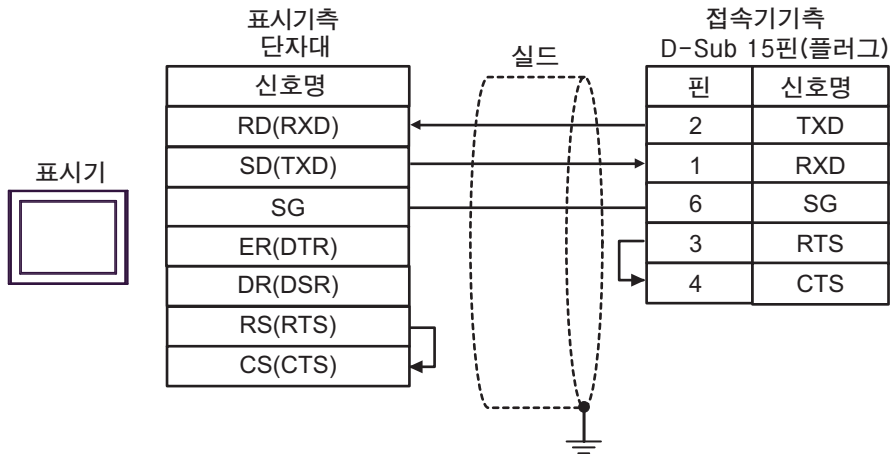 표시기측
단자대
실드
접속기기측
D-Sub 15핀(플러그)
표시기
신호명
RD(RXD)
SD(TXD)
SG
ER(DTR)
DR(DSR)
RS(RTS)
CS(CTS)
핀 신호명
2 TXD
1 RXD
6 SG
3 RTS
4 CTS